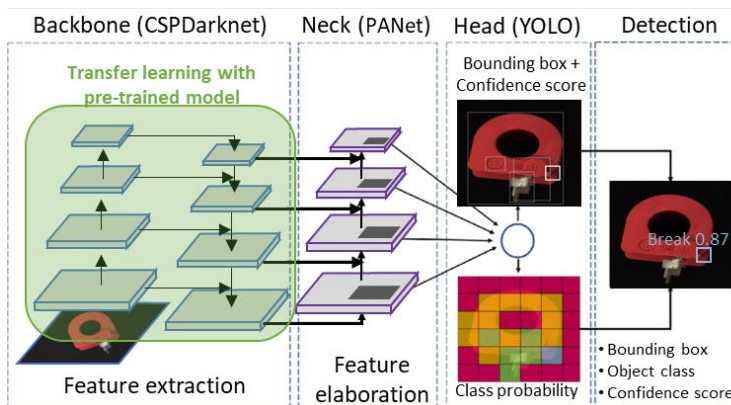 Backbone (CSPDarknet)
Neck (PANet)
Head (YOLO)
Detection
Transfer learning with
pre-trained model
Bounding box +
Confidence score
Break 0.87
Feature extraction
Feature
elaboration
Class probability
• Bounding box
• Object class
• Confidence score